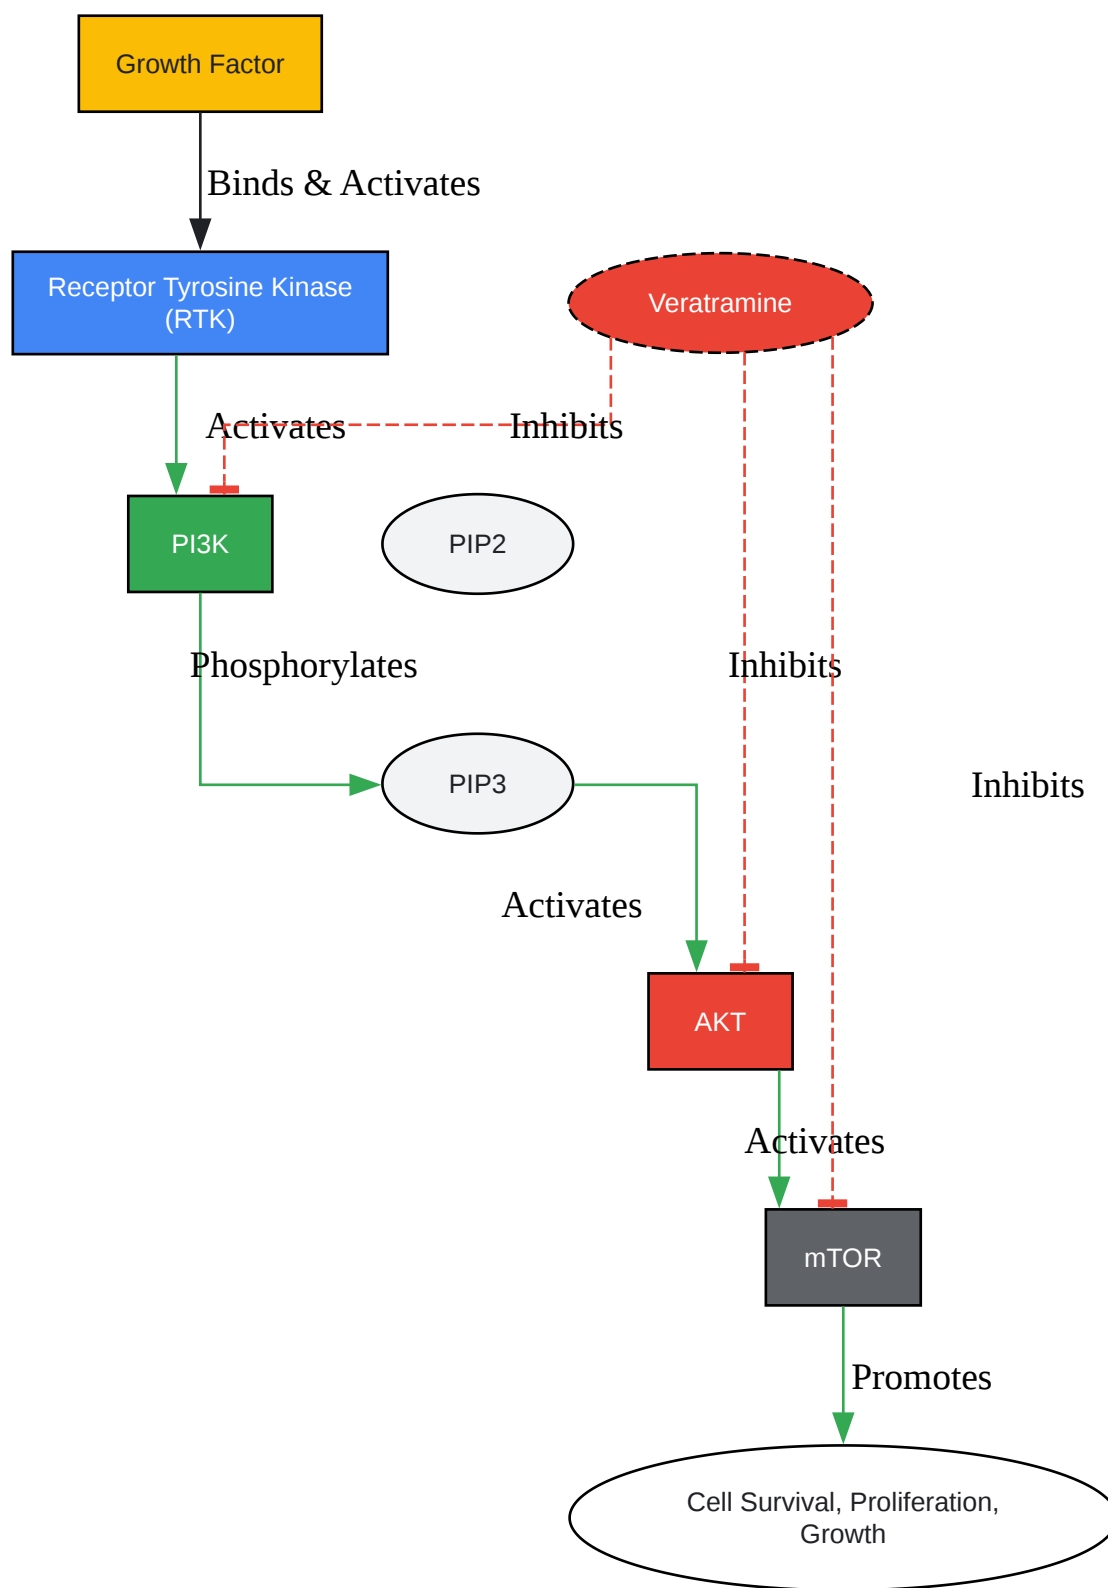 Growth Factor
Binds & Activates
Receptor Tyrosine Kinase
(RTK)
Veratramine
Activates
Inhibits
PI3K
PIP2
Phosphorylates
Inhibits
PIP3
Inhibits
Activates
AKT
Activates
mTOR
Promotes
Cell Survival, Proliferation,
Growth